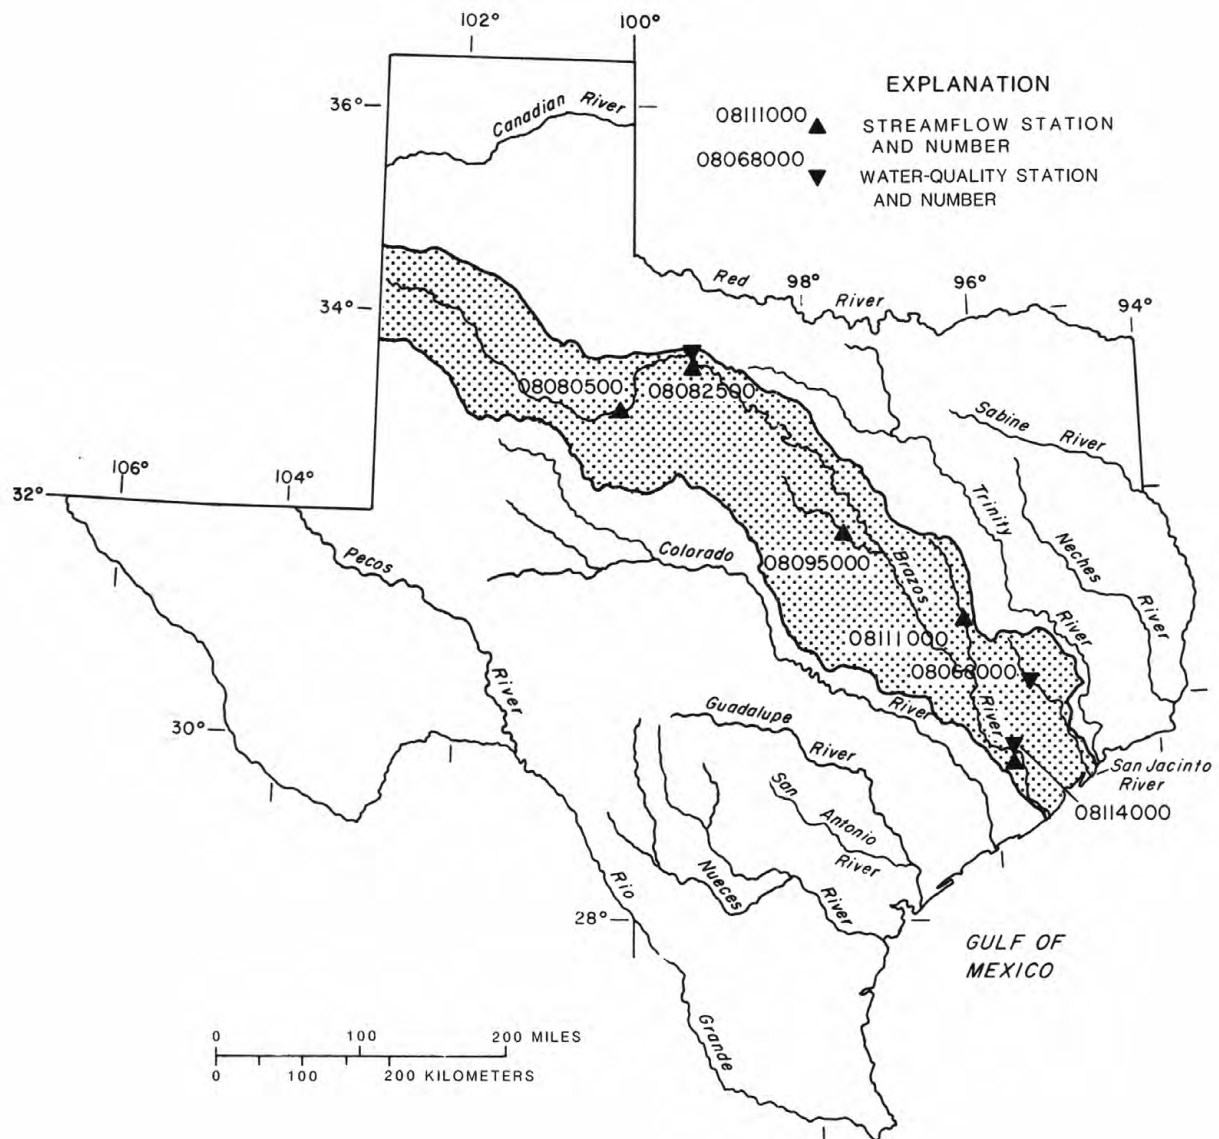 102°
100°
EXPLANATION
36°
Canadian River
08111000
STREAMFLOW STATION
AND NUMBER
08068000
WATER-QUALITY STATION
AND NUMBER
Red
River
98°
96°
94°
34°
08080500
08082500
Sabine
River
106°
104°
32°
Trinity
River
Neches
River
Pecos
River
Colorado
River
08095000
Brazos
River
08111000
08068000
30°
Guadalupe
River
San
Antonio
River
San Jacinto
River
08114000
Nueces
River
Rio
Grande
28°
GULF OF
MEXICO
0 100 200 MILES
0 100 200 KILOMETERS